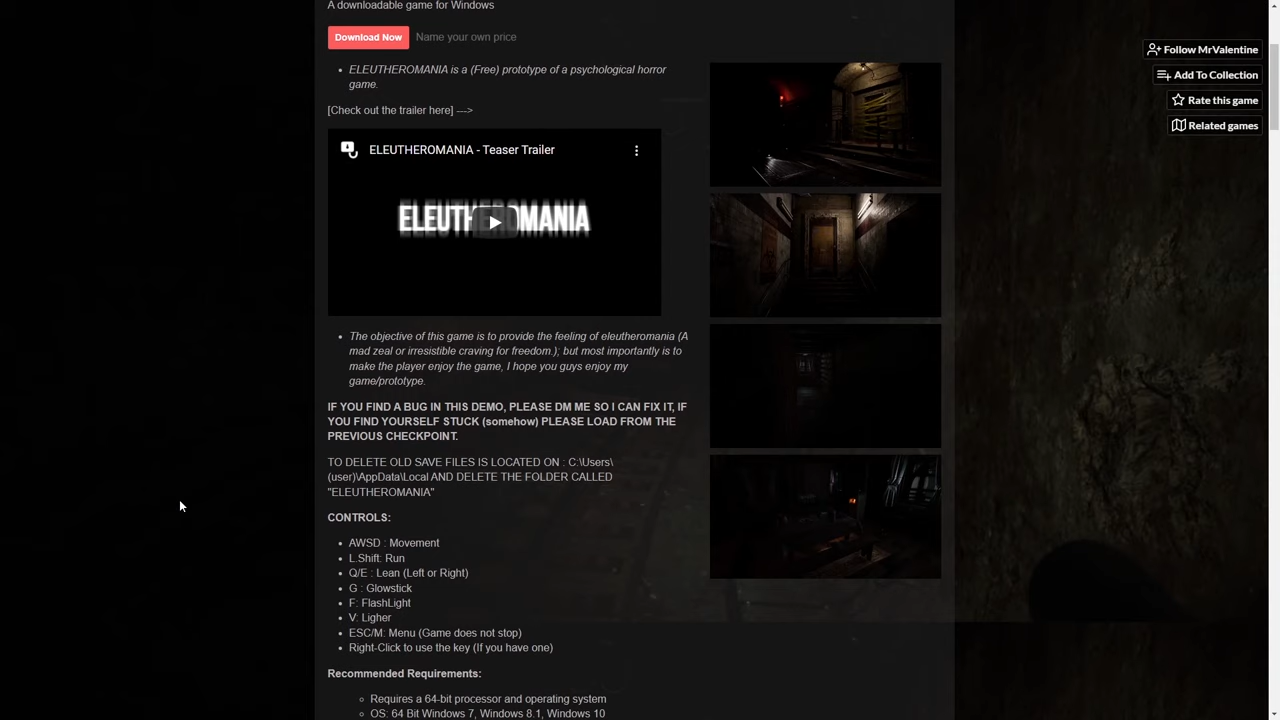 A downloadable game for Windows
Download Now Name your own price
Follow MrValentine
Add To Collection
Rate this game
Related games
• ELEUTHEROMANIA is a (Free) prototype of a psychological horror
game.
[Check out the trailer here] --->
ELEUTHEROMANIA - Teaser Trailer
ELEUTHEROMANIA
• The objective of this game is to provide the feeling of eleutheromania (A
mad zeal or irresistible craving for freedom.); but most importantly is to
make the player enjoy the game, I hope you guys enjoy my
game/prototype.
IF YOU FIND A BUG IN THIS DEMO, PLEASE DM ME SO I CAN FIX IT, IF
YOU FIND YOURSELF STUCK (somehow) PLEASE LOAD FROM THE
PREVIOUS CHECKPOINT.
TO DELETE OLD SAVE FILES IS LOCATED ON : C:\Users\
(user)\AppData\Local AND DELETE THE FOLDER CALLED
"ELEUTHEROMANIA"
CONTROLS:
• AWSD : Movement
• L.Shift: Run
• Q/E : Lean (Left or Right)
• G : Glowstick
• F: FlashLight
• V: Ligher
• ESC/M: Menu (Game does not stop)
• Right-Click to use the key (If you have one)
Recommended Requirements:
◦ Requires a 64-bit processor and operating system
◦ OS: 64 Bit Windows 7, Windows 8.1, Windows 10